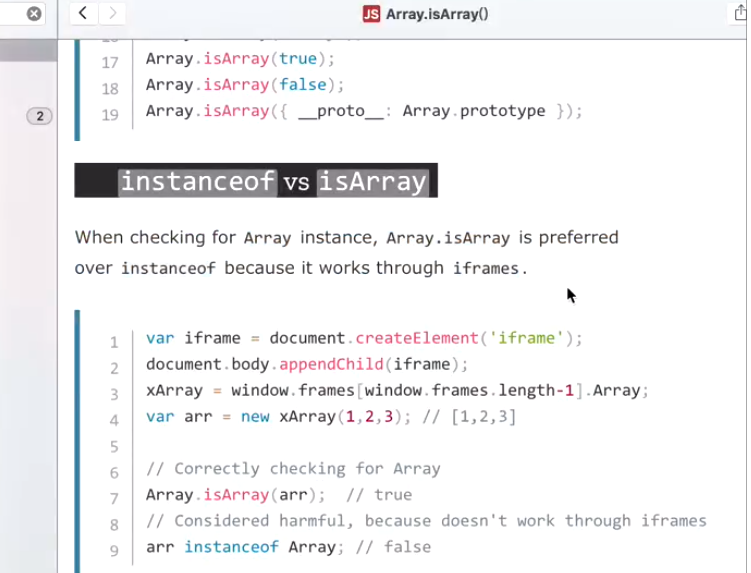 JS Array.isArray()
2
17 Array.isArray(true);
18 Array.isArray(false);
19 Array.isArray({ __proto__: Array.prototype });
instanceof vs isArray
When checking for Array instance, Array.isArray is preferred
over instanceof because it works through iframes.
1 var iframe = document.createElement('iframe');
2 document.body.appendChild(iframe);
3 xArray = window.frames[window.frames.length-1].Array;
4 var arr = new xArray(1,2,3); // [1,2,3]
5
6 // Correctly checking for Array
7 Array.isArray(arr);  // true
8 // Considered harmful, because doesn't work through iframes
9 arr instanceof Array; // false